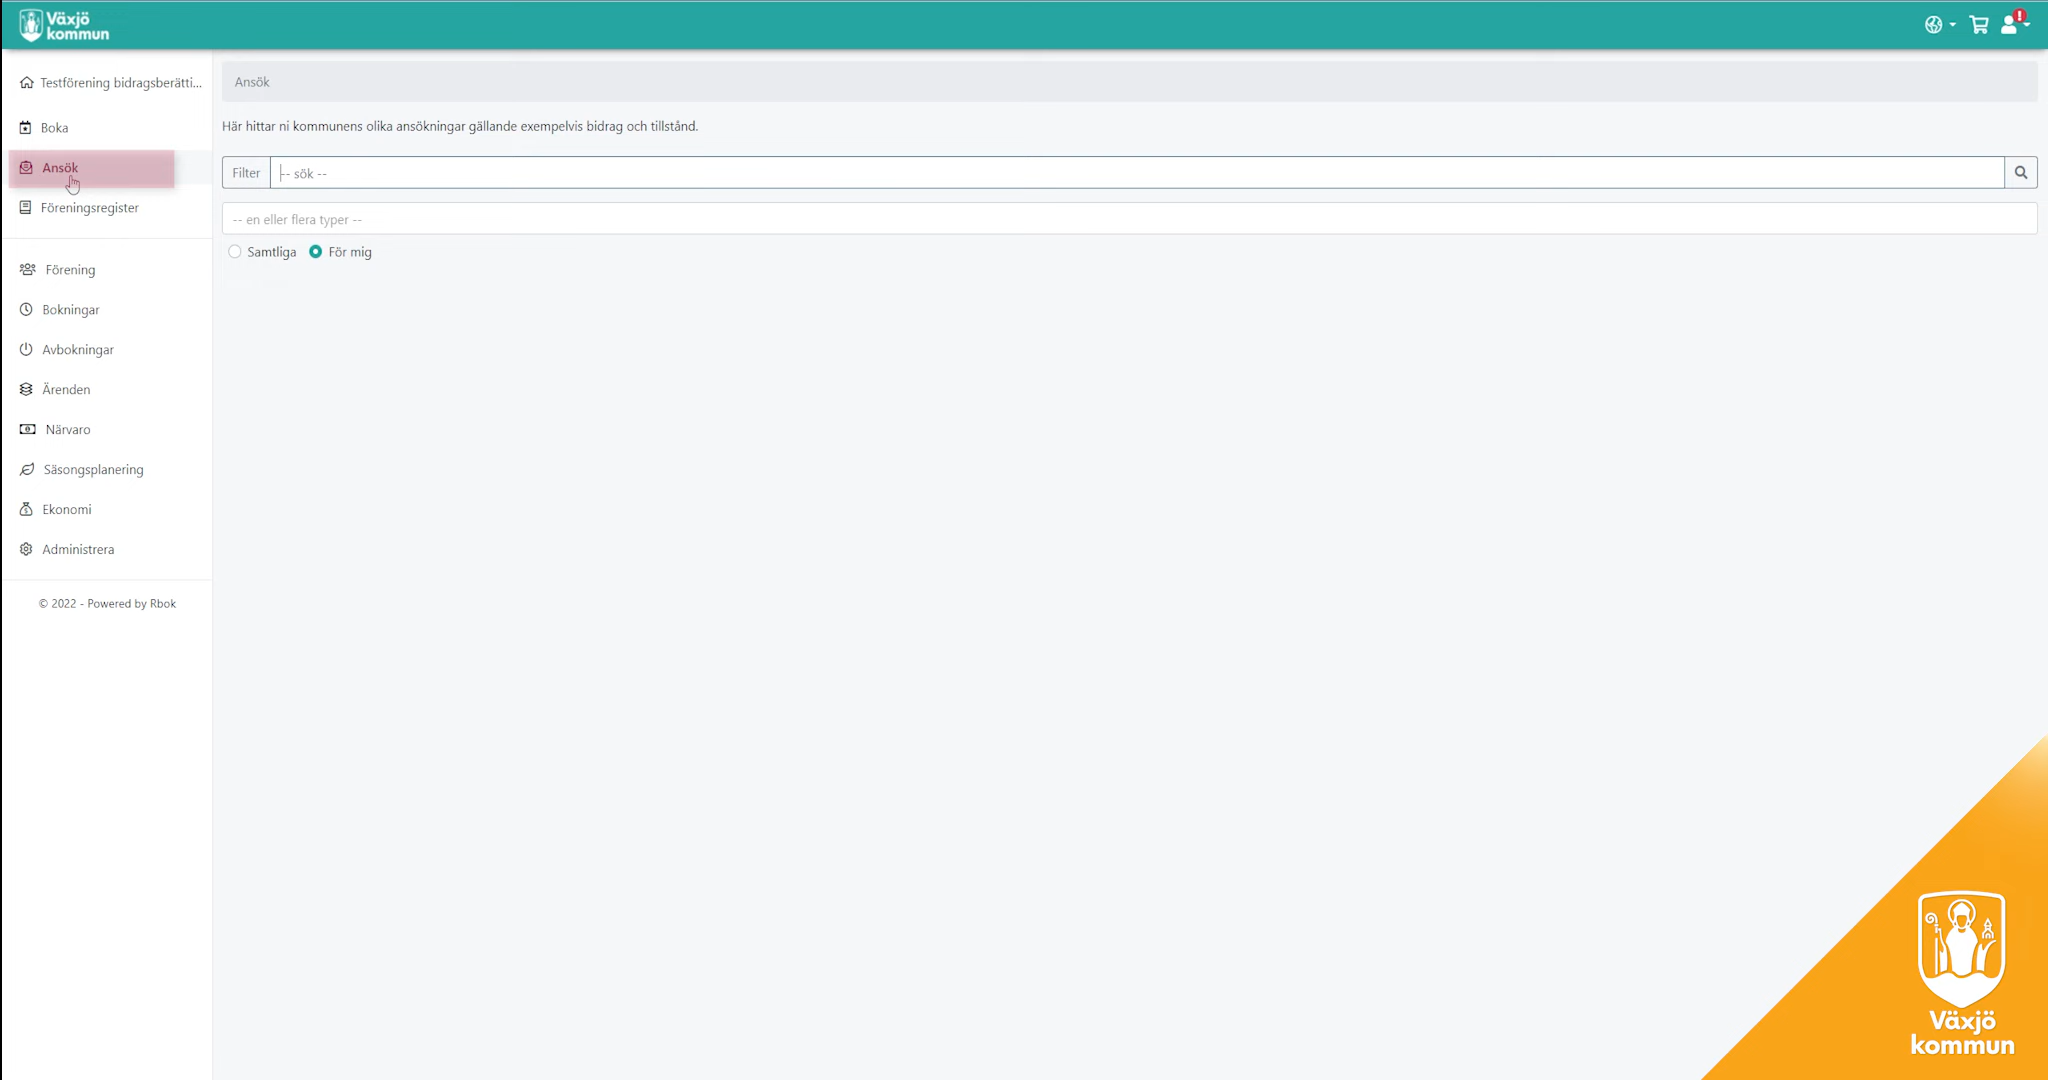 Växjö
kommun
Testförening bidragsberätti...
Boka
Ansök
Föreningsregister
Förening
Bokningar
Avbokningar
Ärenden
Närvaro
Säsongsplanering
Ekonomi
Administrera
© 2022 - Powered by Rbok
Ansök
Här hittar ni kommunens olika ansökningar gällande exempelvis bidrag och tillstånd.
Filter -- sök --
-- en eller flera typer --
Samtliga För mig
Växjö
kommun